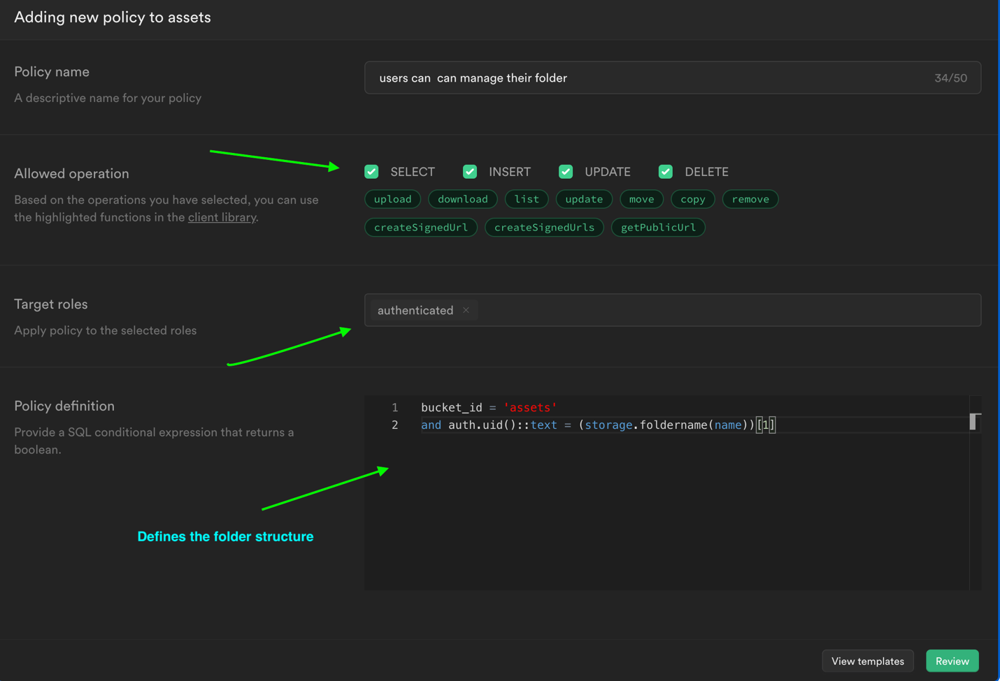 Adding new policy to assets
Policy name
A descriptive name for your policy
users can  can manage their folder
34/50
Allowed operation
Based on the operations you have selected, you can use
the highlighted functions in the client library.
SELECT INSERT UPDATE DELETE
upload download list update move copy remove
createSignedUrl createSignedUrls getPublicUrl
Target roles
Apply policy to the selected roles
authenticated ×
Policy definition
Provide a SQL conditional expression that returns a
boolean.
1 bucket_id = 'assets'
2 and auth.uid()::text = (storage.foldername(name))[1]
Defines the folder structure
View templates Review